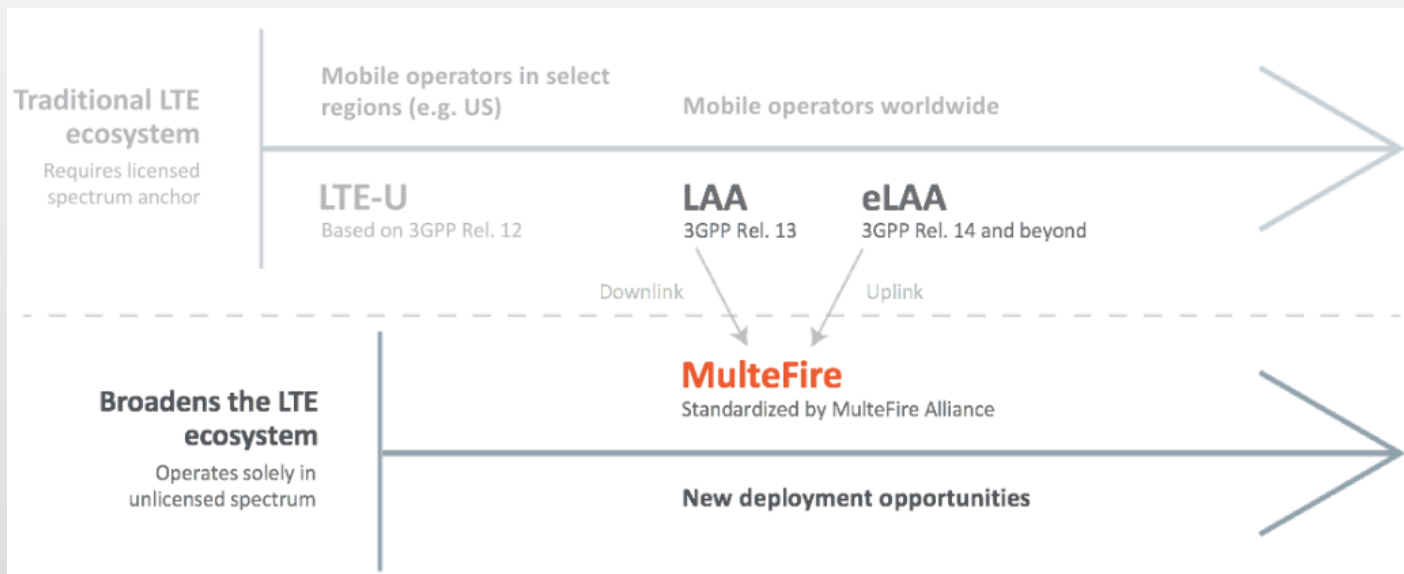 Traditional LTE
ecosystem
Requires licensed
spectrum anchor
Mobile operators in select
regions (e.g. US)
Mobile operators worldwide
LTE-U
Based on 3GPP Rel. 12
LAA
3GPP Rel. 13
eLAA
3GPP Rel. 14 and beyond
Downlink
Uplink
Broadens the LTE
ecosystem
Operates solely in
unlicensed spectrum
MulteFire
Standardized by MulteFire Alliance
New deployment opportunities